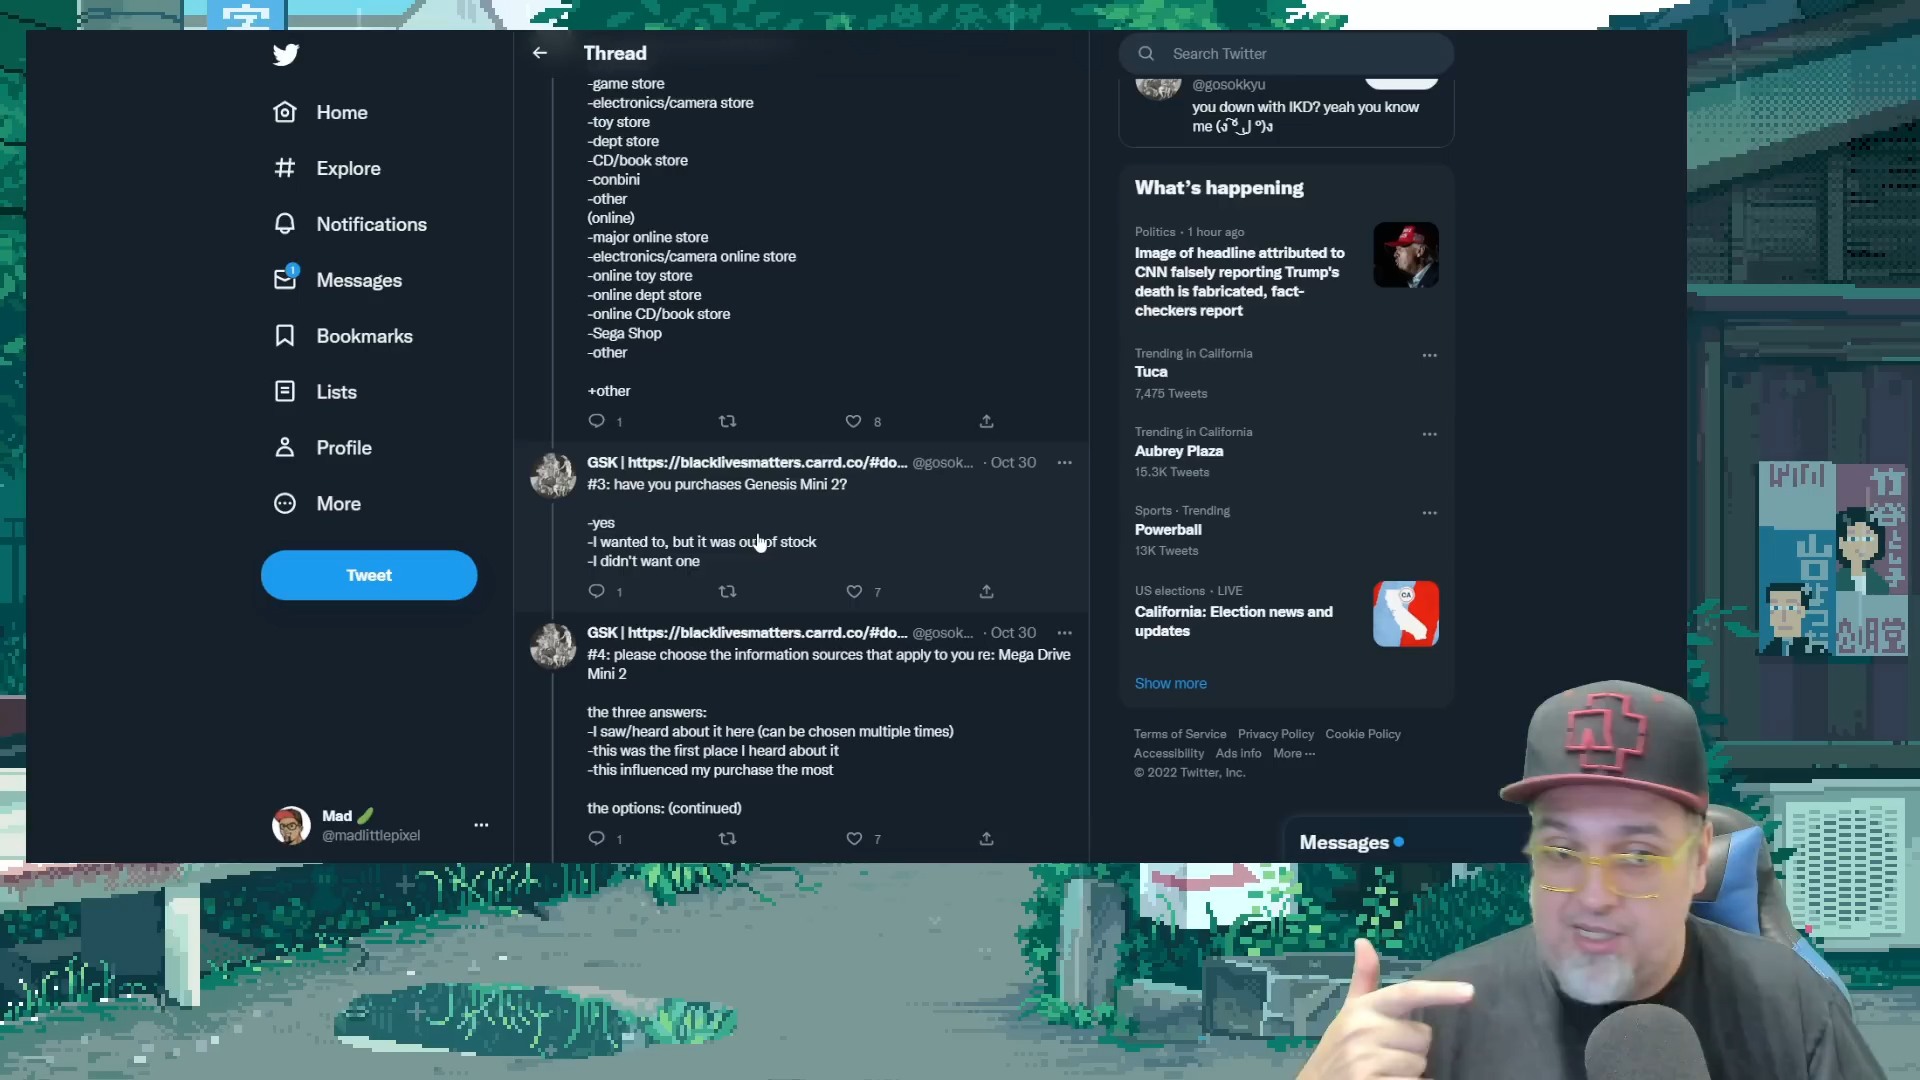 Home
Explore
Notifications
1
Messages
Bookmarks
Lists
Profile
More
Tweet
Mad
@madlittlepixel
Thread
-game store
-electronics/camera store
-toy store
-dept store
-CD/book store
-conbini
-other
(online)
-major online store
-electronics/camera online store
-online toy store
-online dept store
-online CD/book store
-Sega Shop
-other
+other
1
8
GSK | https://blacklivesmatters.carrd.co/#do... @gosok... · Oct 30
#3: have you purchases Genesis Mini 2?
-yes
-I wanted to, but it was out of stock
-I didn't want one
1
7
GSK | https://blacklivesmatters.carrd.co/#do... @gosok... · Oct 30
#4: please choose the information sources that apply to you re: Mega Drive
Mini 2
the three answers:
-I saw/heard about it here (can be chosen multiple times)
-this was the first place I heard about it
-this influenced my purchase the most
the options: (continued)
1
7
Search Twitter
@gosokkyu
you down with IKD? yeah you know
me
What's happening
Politics · 1 hour ago
Image of headline attributed to
CNN falsely reporting Trump's
death is fabricated, fact-
checkers report
Trending in California
Tuca
7,475 Tweets
Trending in California
Aubrey Plaza
15.3K Tweets
Sports · Trending
Powerball
13K Tweets
US elections · LIVE
California: Election news and
updates
CA
Show more
Terms of Service Privacy Policy Cookie Policy
Accessibility Ads info More ···
© 2022 Twitter, Inc.
Messages